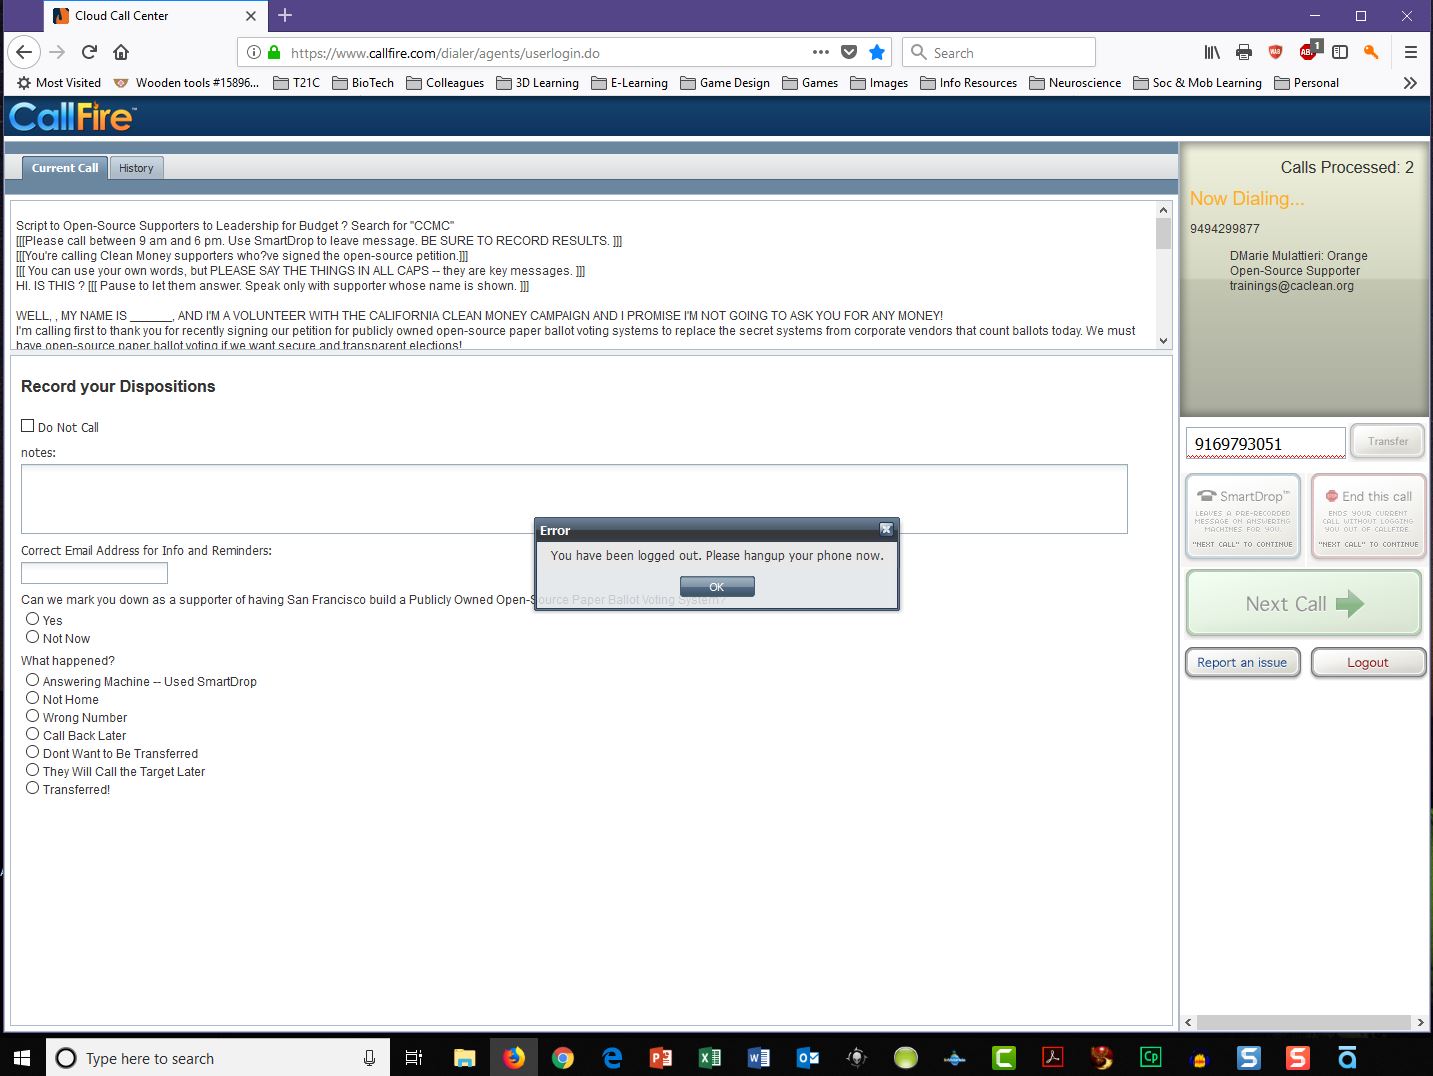 Cloud Call Center
https://www.callfire.com/dialer/agents/userlogin.do
Search
1
Most Visited
Wooden tools #15896...
T21C
BioTech
Colleagues
3D Learning
E-Learning
Game Design
Games
Images
Info Resources
Neuroscience
Soc & Mob Learning
Personal
CallFire™
Current Call
History
Script to Open-Source Supporters to Leadership for Budget ? Search for "CCMC"
[[[Please call between 9 am and 6 pm. Use SmartDrop to leave message. BE SURE TO RECORD RESULTS. ]]]
[[[You're calling Clean Money supporters who?ve signed the open-source petition.]]]
[[[ You can use your own words, but PLEASE SAY THE THINGS IN ALL CAPS -- they are key messages. ]]]
HI. IS THIS ? [[[ Pause to let them answer. Speak only with supporter whose name is shown. ]]]
WELL, , MY NAME IS ______, AND I'M A VOLUNTEER WITH THE CALIFORNIA CLEAN MONEY CAMPAIGN AND I PROMISE I'M NOT GOING TO ASK YOU FOR ANY MONEY!
I'm calling first to thank you for recently signing our petition for publicly owned open-source paper ballot voting systems to replace the secret systems from corporate vendors that count ballots today. We must
have open-source paper ballot voting if we want secure and transparent elections!
Record your Dispositions
Do Not Call
notes:
Correct Email Address for Info and Reminders:
Can we mark you down as a supporter of having San Francisco build a Publicly Owned Open-Source Paper Ballot Voting System?
Yes
Not Now
What happened?
Answering Machine -- Used SmartDrop
Not Home
Wrong Number
Call Back Later
Dont Want to Be Transferred
They Will Call the Target Later
Transferred!
Error
You have been logged out. Please hangup your phone now.
OK
Calls Processed: 2
Now Dialing...
9494299877
DMarie Mulattieri: Orange
Open-Source Supporter
trainings@caclean.org
9169793051
Transfer
SmartDrop™
LEAVES A PRE-RECORDED
MESSAGE ON ANSWERING
MACHINES FOR YOU.
"NEXT CALL" TO CONTINUE
End this call
ENDS YOUR CURRENT
CALL WITHOUT LOGGING
YOU OUT OF CALLFIRE.
"NEXT CALL" TO CONTINUE
Next Call
Report an issue
Logout
Type here to search